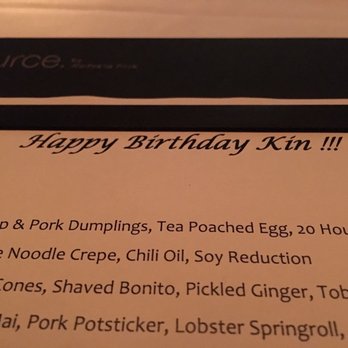 urce.
Happy Birthday Kin !!!
p & Pork Dumplings, Tea Poached Egg, 20 Hou
e Noodle Crepe, Chili Oil, Soy Reduction
Cones, Shaved Bonito, Pickled Ginger, Tob
Mai, Pork Potsticker, Lobster Springroll,